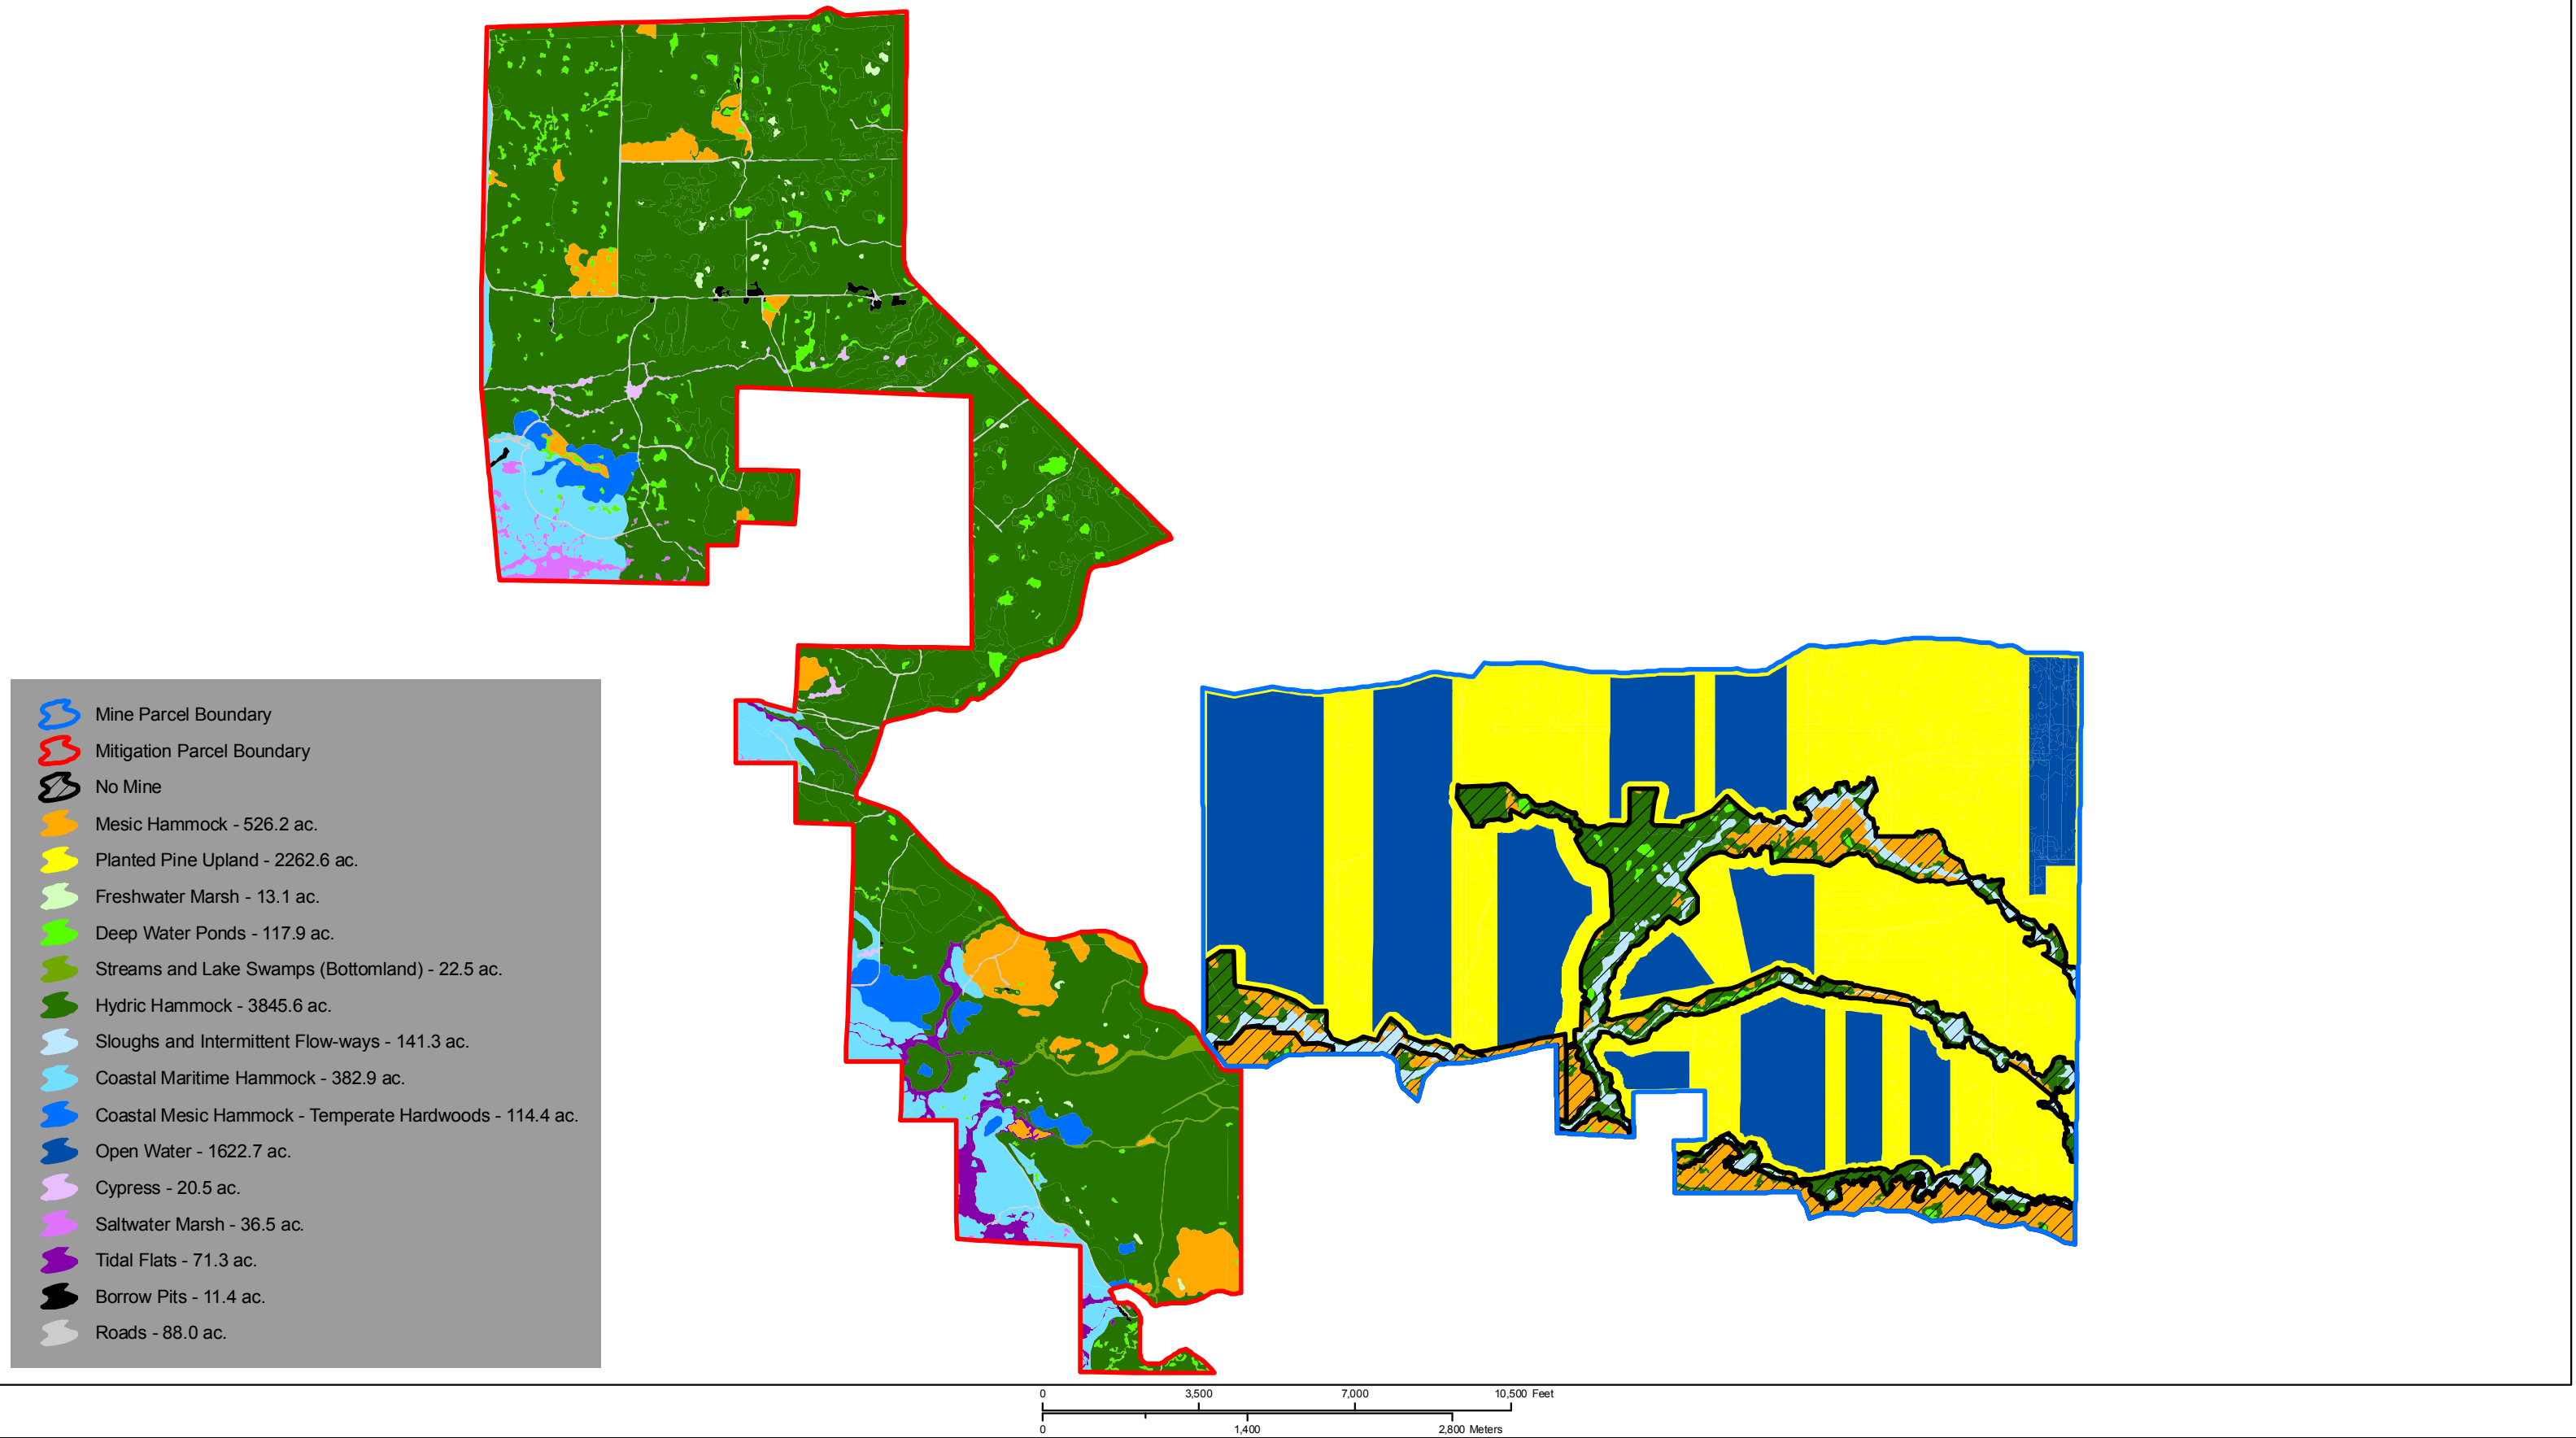 Mine Parcel Boundary
Mitigation Parcel Boundary
No Mine
Mesic Hammock - 526.2 ac.
Planted Pine Upland - 2262.6 ac.
Freshwater Marsh - 13.1 ac.
Deep Water Ponds - 117.9 ac.
Streams and Lake Swamps (Bottomland) - 22.5 ac.
Hydric Hammock - 3845.6 ac.
Sloughs and Intermittent Flow-ways - 141.3 ac.
Coastal Maritime Hammock - 382.9 ac.
Coastal Mesic Hammock - Temperate Hardwoods - 114.4 ac.
Open Water - 1622.7 ac.
Cypress - 20.5 ac.
Saltwater Marsh - 36.5 ac.
Tidal Flats - 71.3 ac.
Borrow Pits - 11.4 ac.
Roads - 88.0 ac.
0 3,500 7,000 10,500 Feet
0 1,400 2,800 Meters